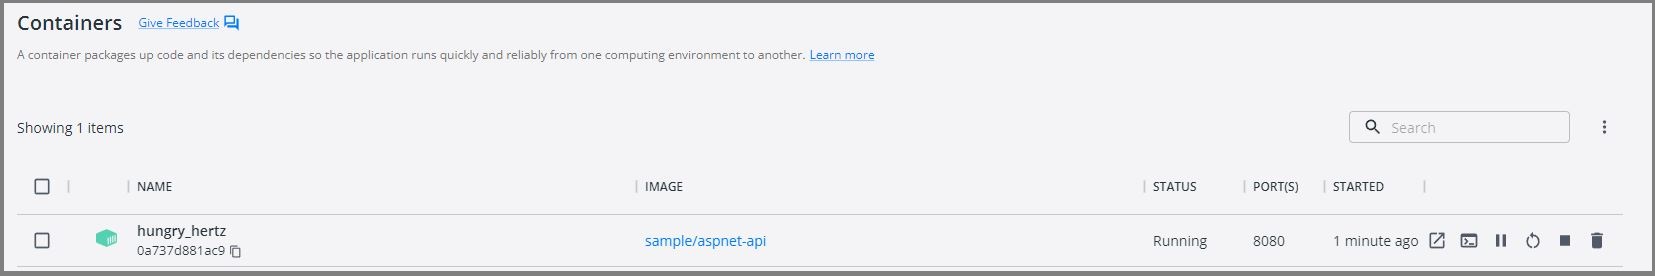 Containers Give Feedback
A container packages up code and its dependencies so the application runs quickly and reliably from one computing environment to another. Learn more
Showing 1 items
Search
NAME IMAGE STATUS PORT(S) STARTED
hungry_hertz
0a737d881ac9
sample/aspnet-api Running 8080 1 minute ago